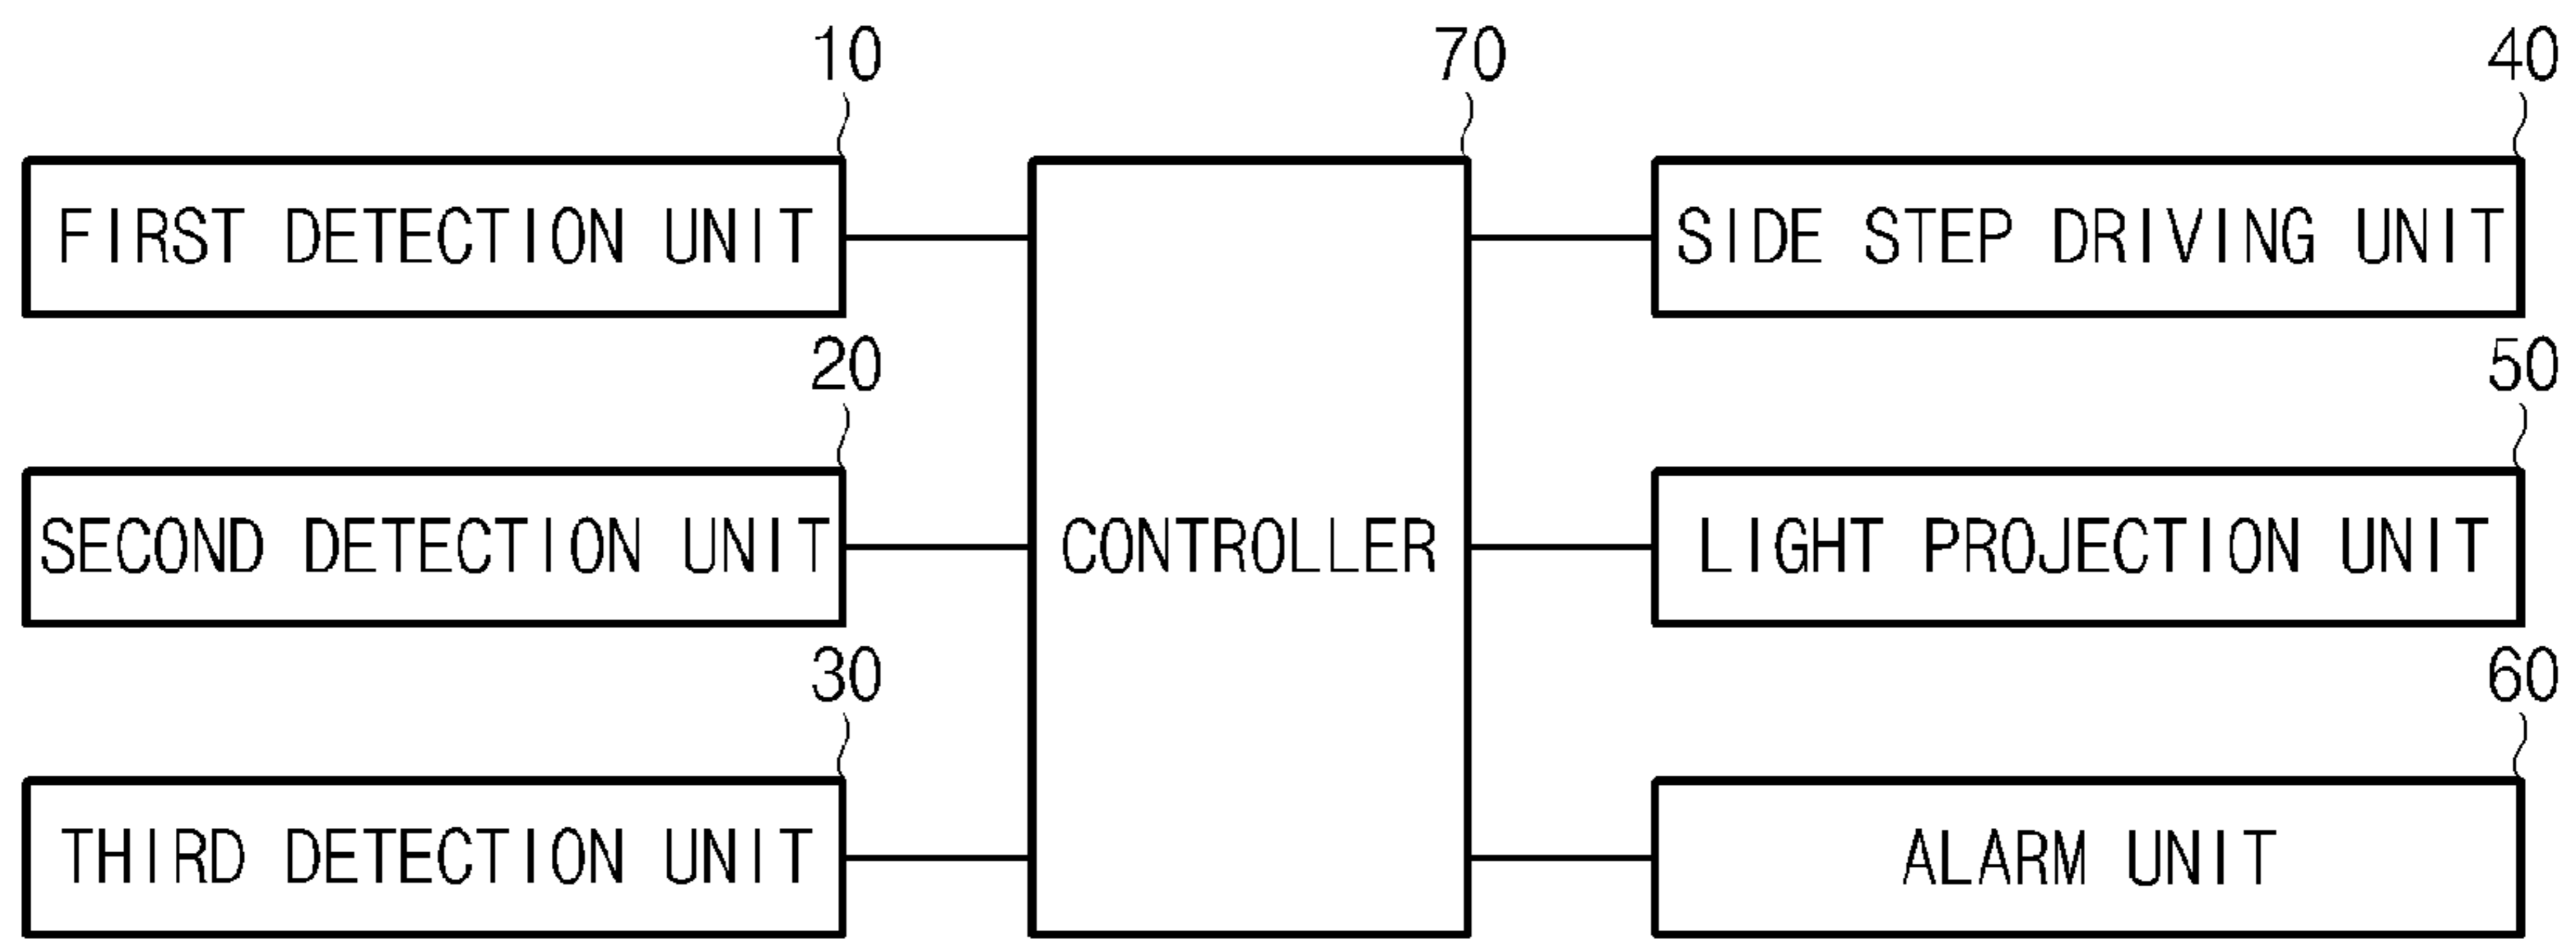 10
70
40
FIRST DETECTION UNIT
SIDE STEP DRIVING UNIT
20
50
SECOND DETECTION UNIT
CONTROLLER
LIGHT PROJECTION UNIT
30
60
THIRD DETECTION UNIT
ALARM UNIT